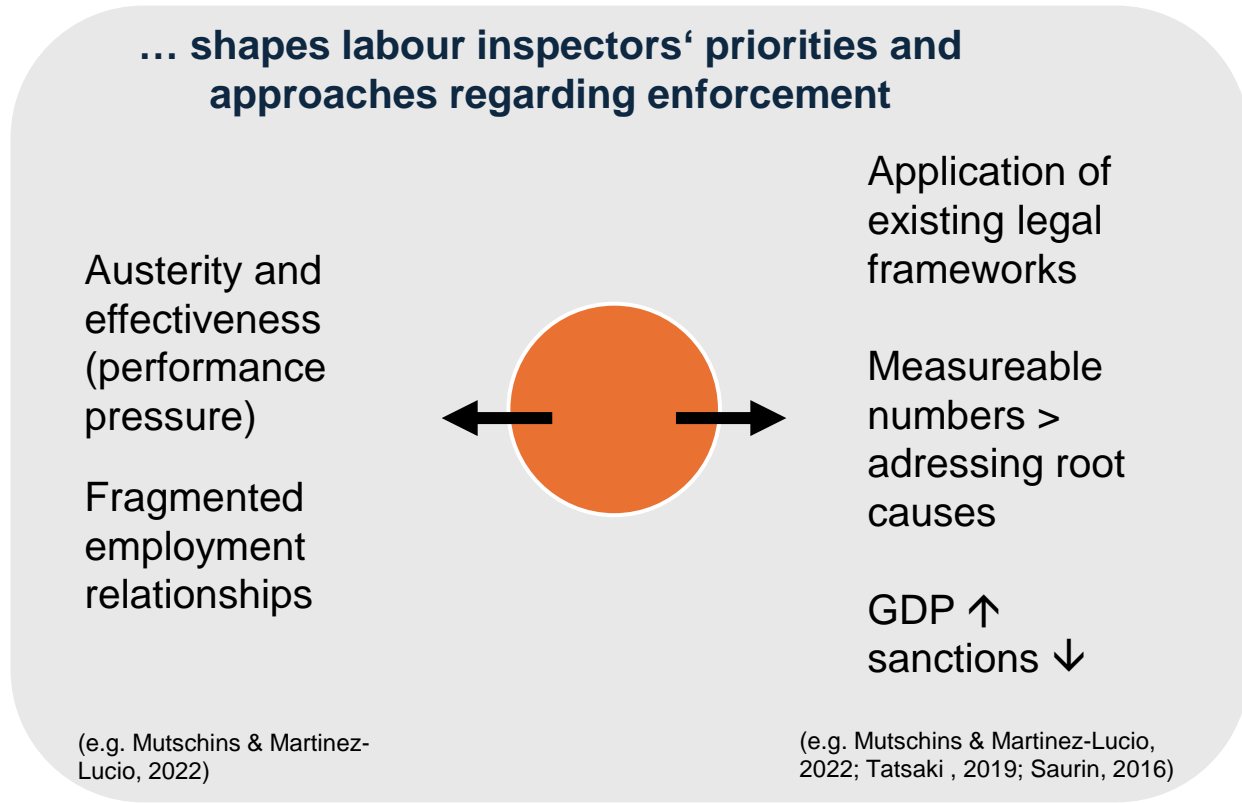 … shapes labour inspectors‘ priorities and
approaches regarding enforcement
Austerity and
effectiveness
(performance
pressure)
Fragmented
employment
relationships
(e.g. Mutschins & Martinez-
Lucio, 2022)
Application of
existing legal
frameworks
Measureable
numbers >
adressing root
causes
GDP ↑
sanctions ↓
(e.g. Mutschins & Martinez-Lucio,
2022; Tatsaki , 2019; Saurin, 2016)